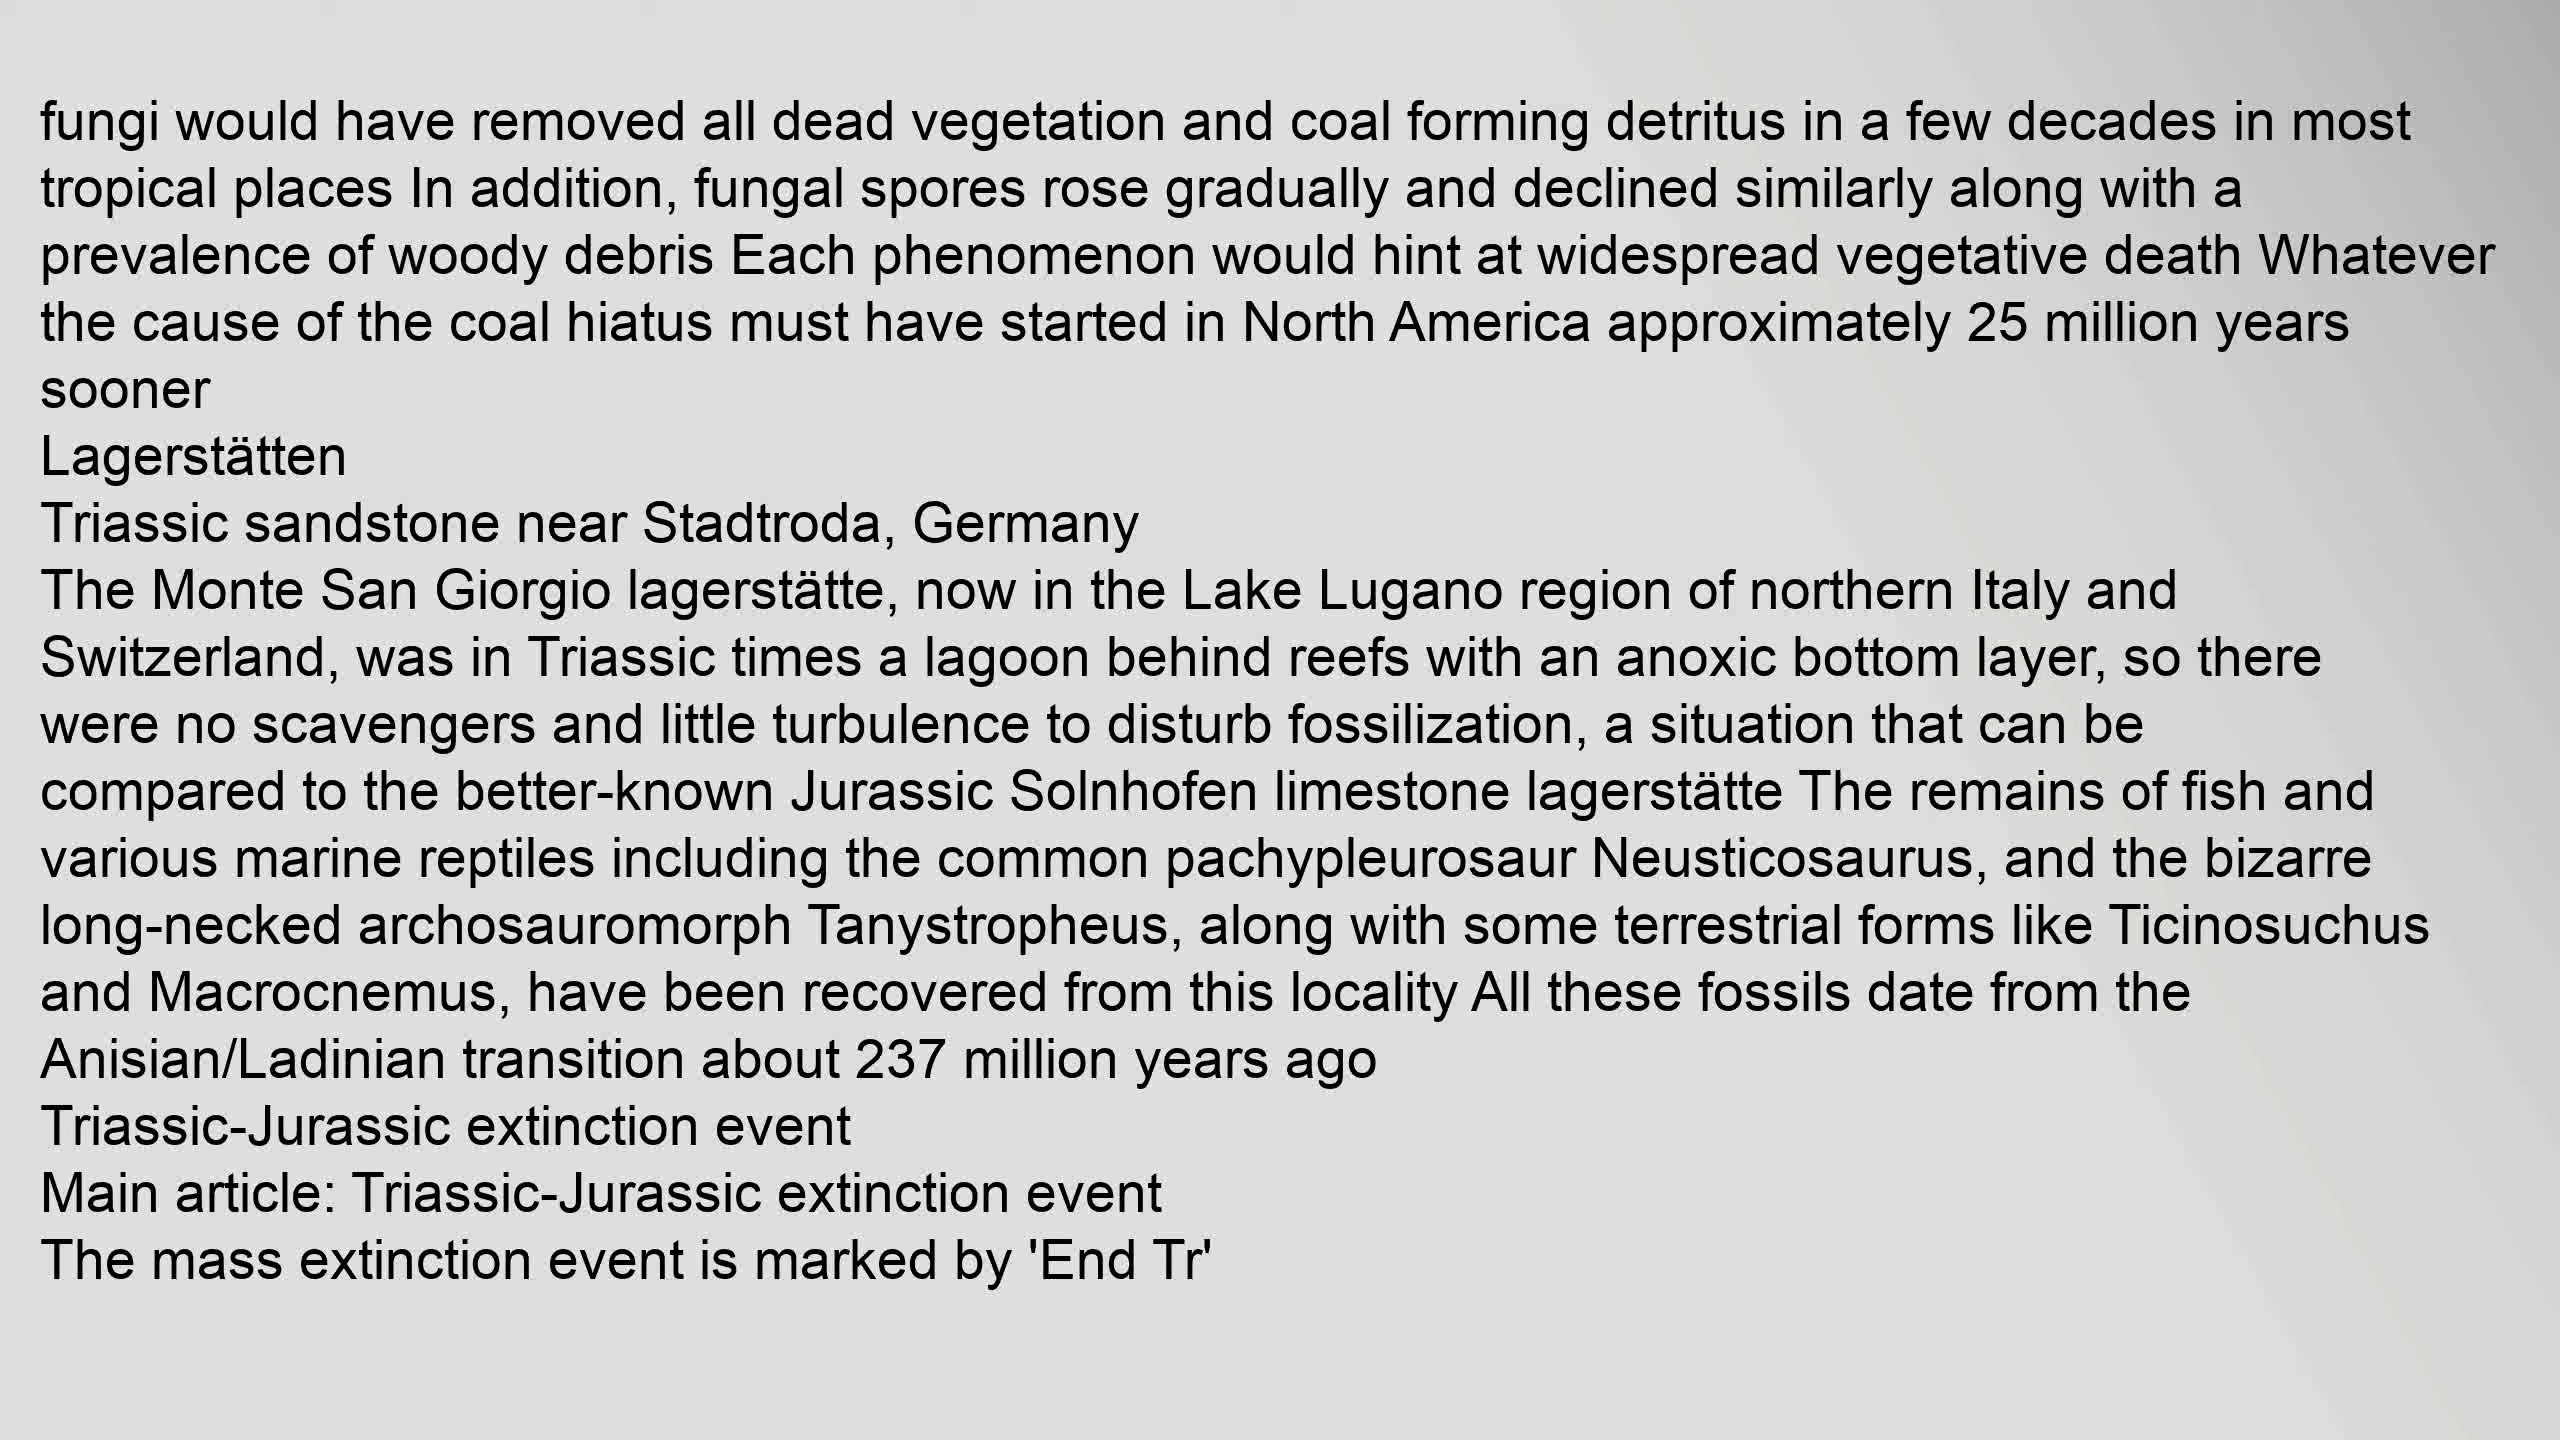 fungi would have removed all dead vegetation and coal forming detritus in a few decades in most
tropical places In addition, fungal spores rose gradually and declined similarly along with a
prevalence of woody debris Each phenomenon would hint at widespread vegetative death Whatever
the cause of the coal hiatus must have started in North America approximately 25 million years
sooner
Lagerstätten
Triassic sandstone near Stadtroda, Germany
The Monte San Giorgio lagerstätte, now in the Lake Lugano region of northern Italy and
Switzerland, was in Triassic times a lagoon behind reefs with an anoxic bottom layer, so there
were no scavengers and little turbulence to disturb fossilization, a situation that can be
compared to the better-known Jurassic Solnhofen limestone lagerstätte The remains of fish and
various marine reptiles including the common pachypleurosaur Neusticosaurus, and the bizarre
long-necked archosauromorph Tanystropheus, along with some terrestrial forms like Ticinosuchus
and Macrocnemus, have been recovered from this locality All these fossils date from the
Anisian/Ladinian transition about 237 million years ago
Triassic-Jurassic extinction event
Main article: Triassic-Jurassic extinction event
The mass extinction event is marked by 'End Tr'